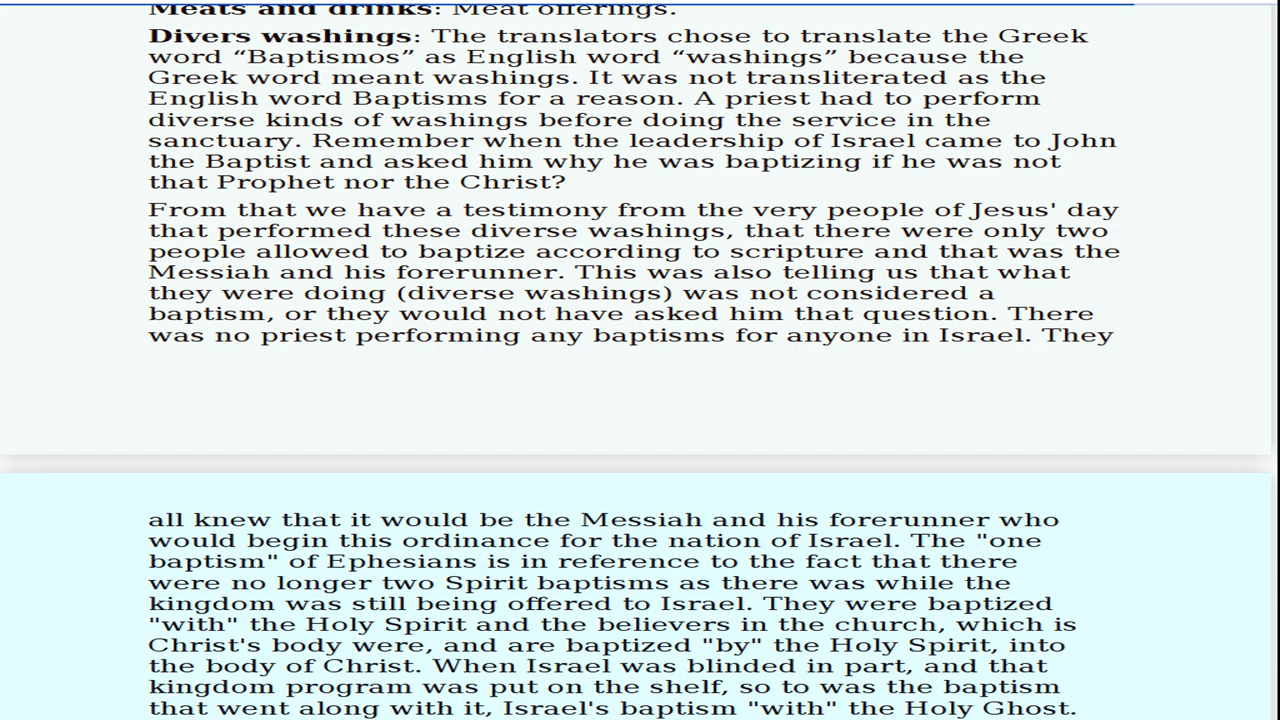 Meats and drinks: Meat offerings.
Divers washings: The translators chose to translate the Greek
word “Baptismos” as English word “washings” because the
Greek word meant washings. It was not transliterated as the
English word Baptisms for a reason. A priest had to perform
diverse kinds of washings before doing the service in the
sanctuary. Remember when the leadership of Israel came to John
the Baptist and asked him why he was baptizing if he was not
that Prophet nor the Christ?
From that we have a testimony from the very people of Jesus' day
that performed these diverse washings, that there were only two
people allowed to baptize according to scripture and that was the
Messiah and his forerunner. This was also telling us that what
they were doing (diverse washings) was not considered a
baptism, or they would not have asked him that question. There
was no priest performing any baptisms for anyone in Israel. They
all knew that it would be the Messiah and his forerunner who
would begin this ordinance for the nation of Israel. The "one
baptism" of Ephesians is in reference to the fact that there
were no longer two Spirit baptisms as there was while the
kingdom was still being offered to Israel. They were baptized
"with" the Holy Spirit and the believers in the church, which is
Christ's body were, and are baptized "by" the Holy Spirit, into
the body of Christ. When Israel was blinded in part, and that
kingdom program was put on the shelf, so to was the baptism
that went along with it, Israel's baptism "with" the Holy Ghost.